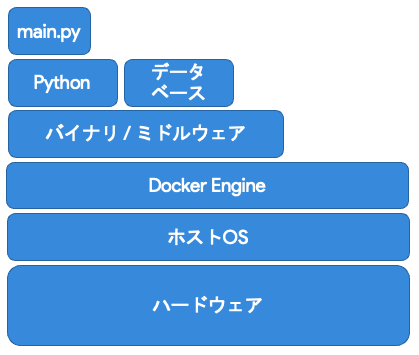 main.py
Python
データ
ベース
バイナリ / ミドルウェア
Docker Engine
ホストOS
ハードウェア